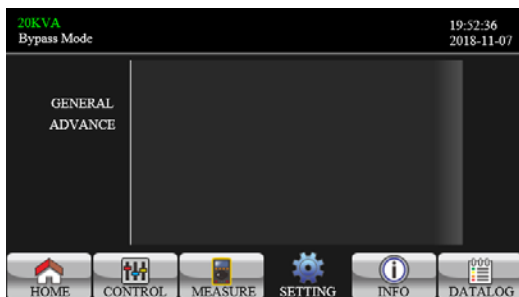 20KVA
Bypass Mode
19:52:36
2018-11-07
GENERAL
ADVANCE
HOME CONTROL MEASURE SETTING INFO DATALOG